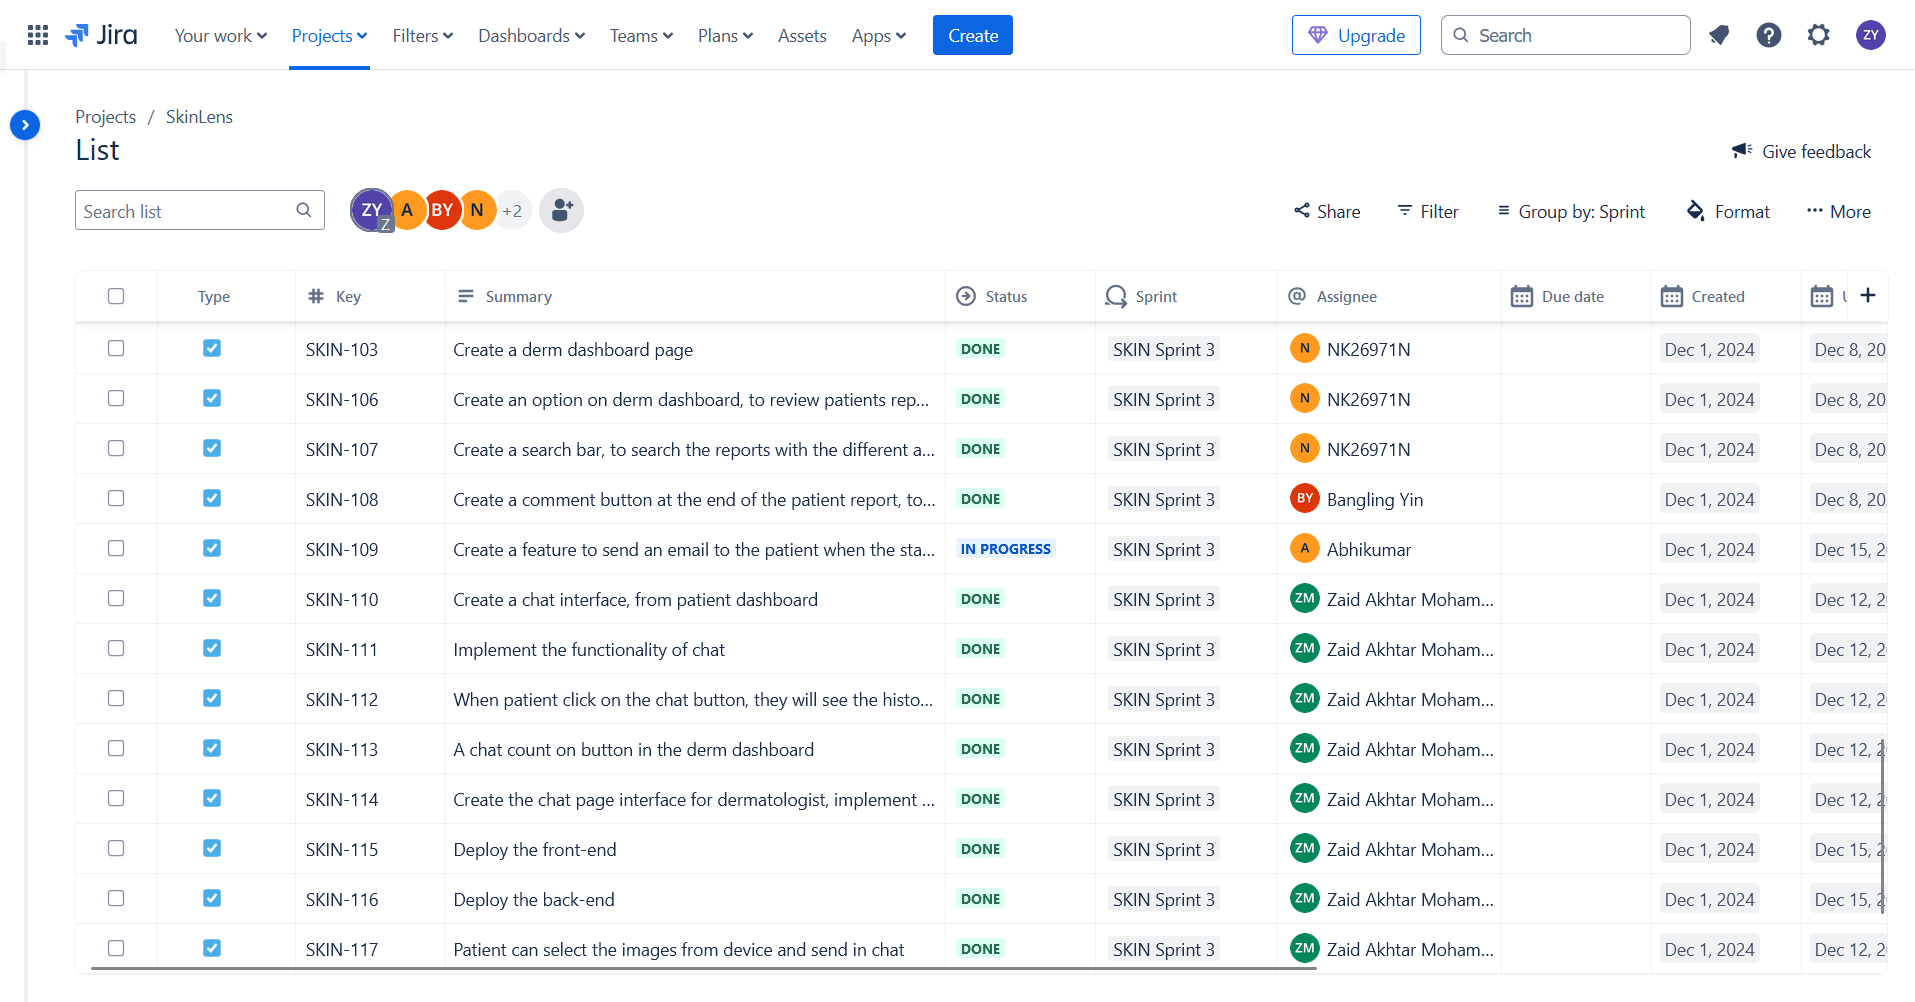 Jira Your work Projects Filters Dashboards Teams Plans Assets Apps Create Upgrade Search ZY
Projects / SkinLens
List
Give feedback
Search list ZY Z A BY N +2 Share Filter Group by: Sprint Format More
Type Key Summary Status Sprint Assignee Due date Created
SKIN-103 Create a derm dashboard page DONE SKIN Sprint 3 N NK26971N Dec 1, 2024 Dec 8, 20
SKIN-106 Create an option on derm dashboard, to review patients rep... DONE SKIN Sprint 3 N NK26971N Dec 1, 2024 Dec 8, 20
SKIN-107 Create a search bar, to search the reports with the different a... DONE SKIN Sprint 3 N NK26971N Dec 1, 2024 Dec 8, 20
SKIN-108 Create a comment button at the end of the patient report, to... DONE SKIN Sprint 3 BY Bangling Yin Dec 1, 2024 Dec 8, 20
SKIN-109 Create a feature to send an email to the patient when the sta... IN PROGRESS SKIN Sprint 3 A Abhikumar Dec 1, 2024 Dec 15, 2
SKIN-110 Create a chat interface, from patient dashboard DONE SKIN Sprint 3 ZM Zaid Akhtar Moham... Dec 1, 2024 Dec 12, 2
SKIN-111 Implement the functionality of chat DONE SKIN Sprint 3 ZM Zaid Akhtar Moham... Dec 1, 2024 Dec 12, 2
SKIN-112 When patient click on the chat button, they will see the histo... DONE SKIN Sprint 3 ZM Zaid Akhtar Moham... Dec 1, 2024 Dec 12, 2
SKIN-113 A chat count on button in the derm dashboard DONE SKIN Sprint 3 ZM Zaid Akhtar Moham... Dec 1, 2024 Dec 12, 2
SKIN-114 Create the chat page interface for dermatologist, implement ... DONE SKIN Sprint 3 ZM Zaid Akhtar Moham... Dec 1, 2024 Dec 12, 2
SKIN-115 Deploy the front-end DONE SKIN Sprint 3 ZM Zaid Akhtar Moham... Dec 1, 2024 Dec 15, 2
SKIN-116 Deploy the back-end DONE SKIN Sprint 3 ZM Zaid Akhtar Moham... Dec 1, 2024 Dec 15, 2
SKIN-117 Patient can select the images from device and send in chat DONE SKIN Sprint 3 ZM Zaid Akhtar Moham... Dec 1, 2024 Dec 12, 2